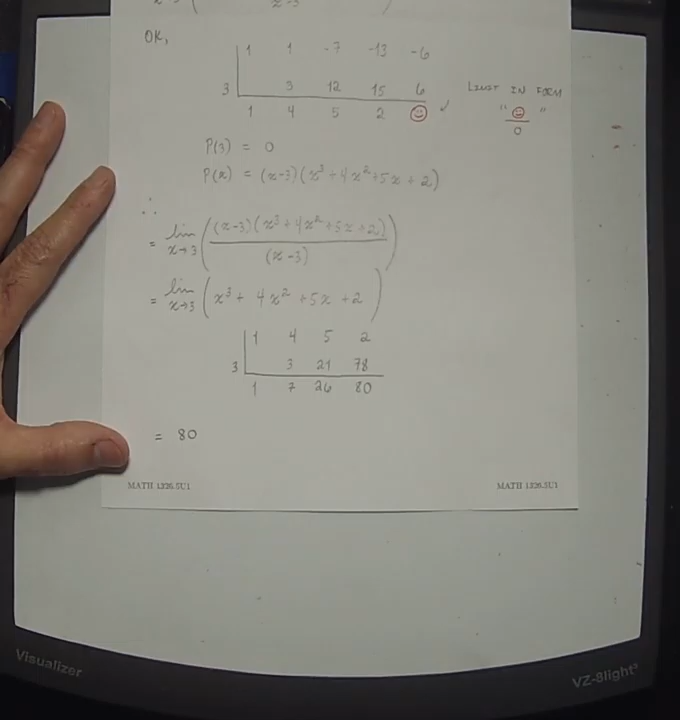 x-3
OK,
1 1 -7 -13 -6
3 3 12 15 6
1 4 5 2 ☺ ✓
LIMIT IN FORM
" ☺ "
0
P(3) = 0
P(x) = (x-3)(x³+4x²+5x+2)
∴
= lim x→3 ((x-3)(x³+4x²+5x+2) / (x-3))
= lim x→3 (x³ + 4x² +5x +2)
1 4 5 2
3 3 21 78
1 7 26 80
= 80
MATH 1326.SU1 MATH 1326.SU1
Visualizer VZ-8light³